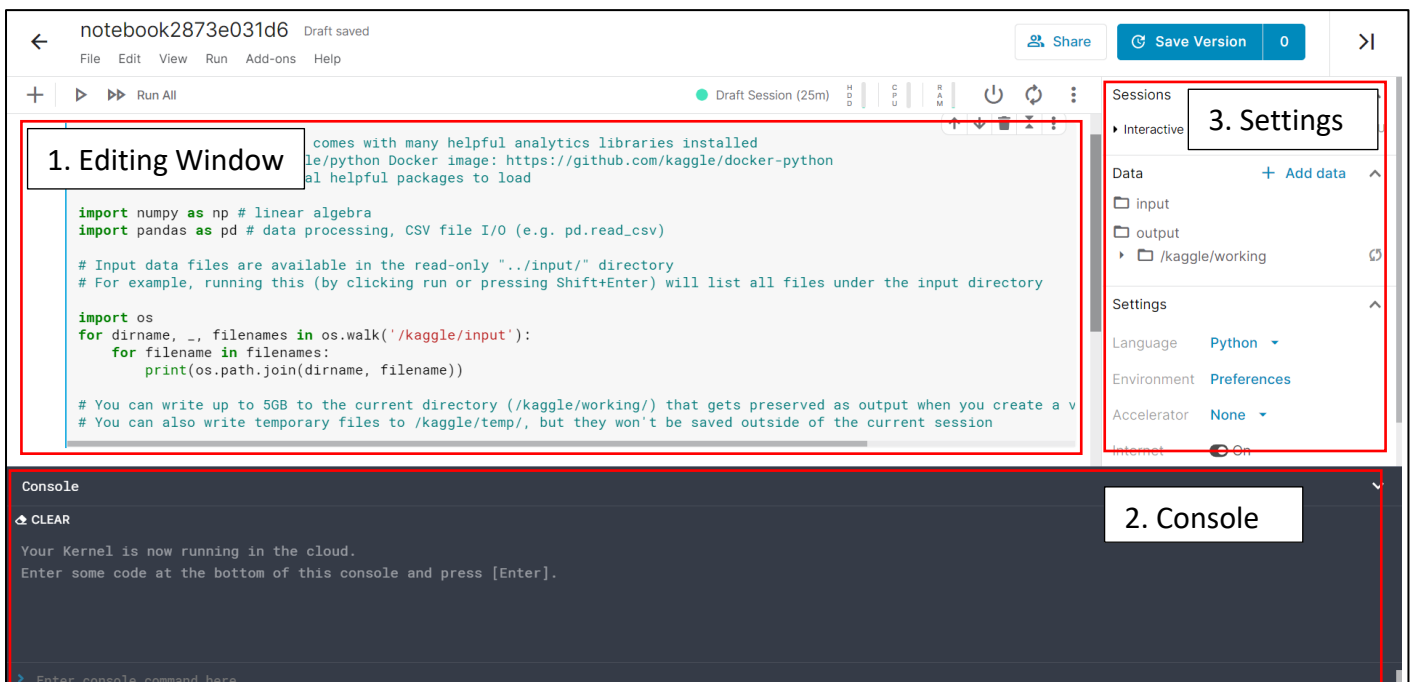 notebook2873e031d6 Draft saved
File Edit View Run Add-ons Help
Share
Save Version 0
Run All
Draft Session (25m) HDD CPU RAM
1. Editing Window
comes with many helpful analytics libraries installed
le/python Docker image: https://github.com/kaggle/docker-python
al helpful packages to load
import numpy as np # linear algebra
import pandas as pd # data processing, CSV file I/O (e.g. pd.read_csv)
# Input data files are available in the read-only "../input/" directory
# For example, running this (by clicking run or pressing Shift+Enter) will list all files under the input directory
import os
for dirname, _, filenames in os.walk('/kaggle/input'):
for filename in filenames:
print(os.path.join(dirname, filename))
# You can write up to 5GB to the current directory (/kaggle/working/) that gets preserved as output when you create a v
# You can also write temporary files to /kaggle/temp/, but they won't be saved outside of the current session
Sessions
Interactive
3. Settings
Data + Add data
input
output
/kaggle/working
Settings
Language Python
Environment Preferences
Accelerator None
Internet On
Console
CLEAR
2. Console
Your Kernel is now running in the cloud.
Enter some code at the bottom of this console and press [Enter].
Enter console command here